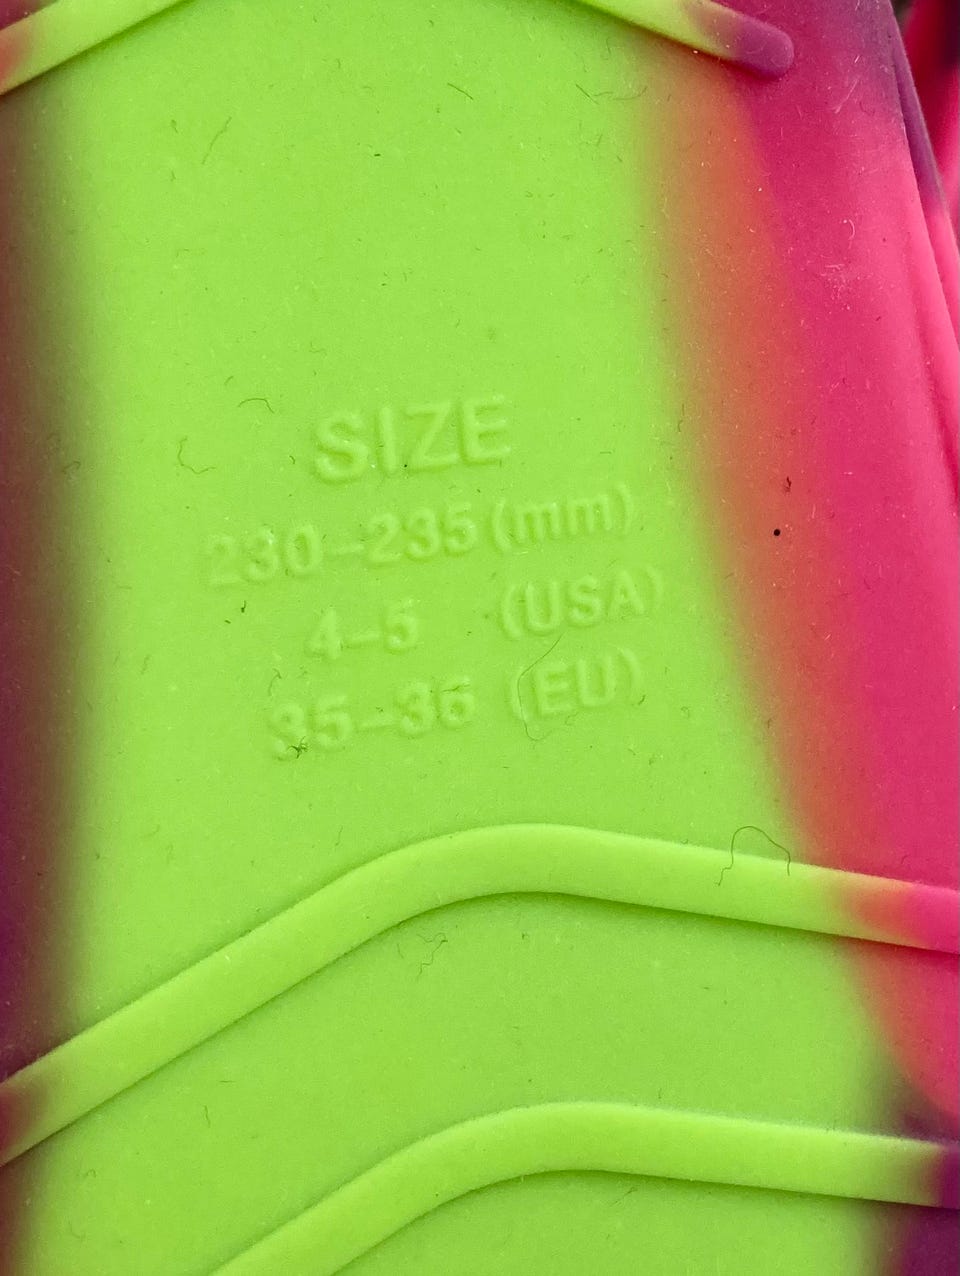 SIZE
230-235(mm)
4-5 (USA)
35-36 (EU)